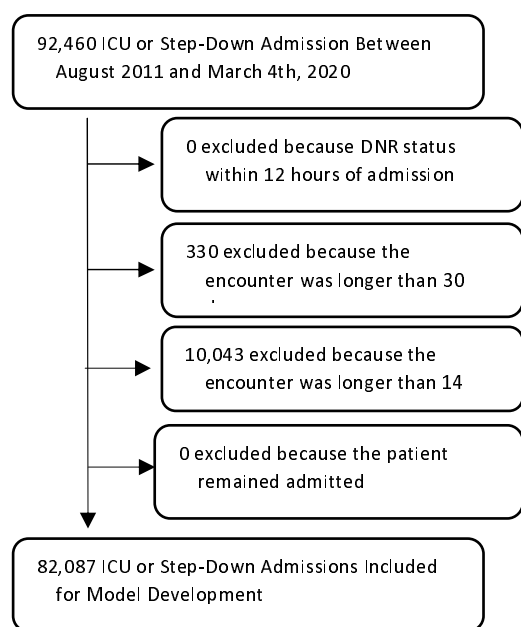 92,460 ICU or Step-Down Admission Between
August 2011 and March 4th, 2020
0 excluded because DNR status
within 12 hours of admission
330 excluded because the
encounter was longer than 30
10,043 excluded because the
encounter was longer than 14
0 excluded because the patient
remained admitted
82,087 ICU or Step-Down Admissions Included
for Model Development